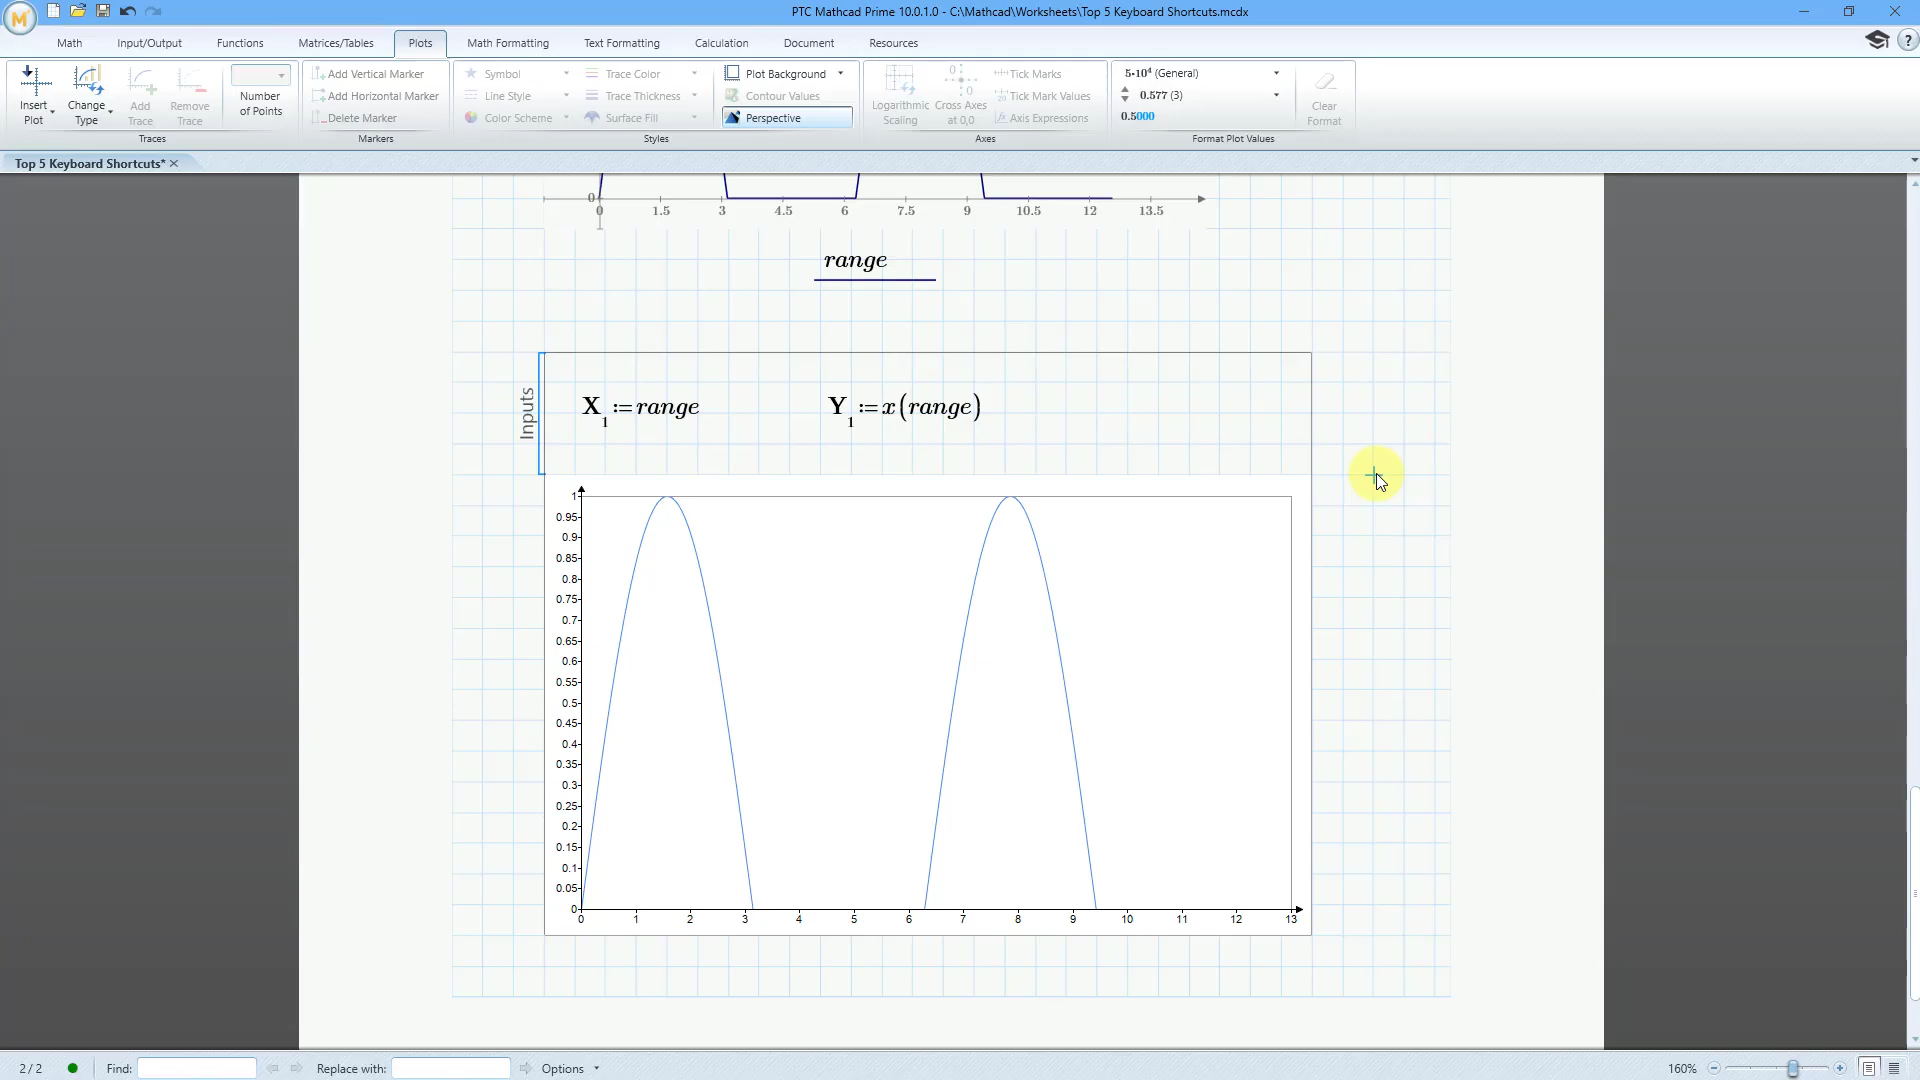 PTC Mathcad Prime 10.0.1.0 - C:\Mathcad\Worksheets\Top 5 Keyboard Shortcuts.mcdx
Math Input/Output Functions Matrices/Tables Plots Math Formatting Text Formatting Calculation Document Resources
Insert Plot
Change Type
Add Trace
Remove Trace
Traces
Number of Points
Add Vertical Marker
Add Horizontal Marker
Delete Marker
Markers
Symbol
Line Style
Color Scheme
Trace Color
Trace Thickness
Surface Fill
Plot Background
Contour Values
Perspective
Styles
Logarithmic Scaling
Cross Axes at 0,0
Tick Marks
Tick Mark Values
Axis Expressions
Axes
5∙10⁴ (General)
0.577 (3)
0.5000
Format Plot Values
Clear Format
Top 5 Keyboard Shortcuts*
0
0 1.5 3 4.5 6 7.5 9 10.5 12 13.5
range
Inputs
X₁ := range Y₁ := x(range)
1
0.95
0.9
0.85
0.8
0.75
0.7
0.65
0.6
0.55
0.5
0.45
0.4
0.35
0.3
0.25
0.2
0.15
0.1
0.05
0
0 1 2 3 4 5 6 7 8 9 10 11 12 13
2 / 2 Find: Replace with: Options 160%